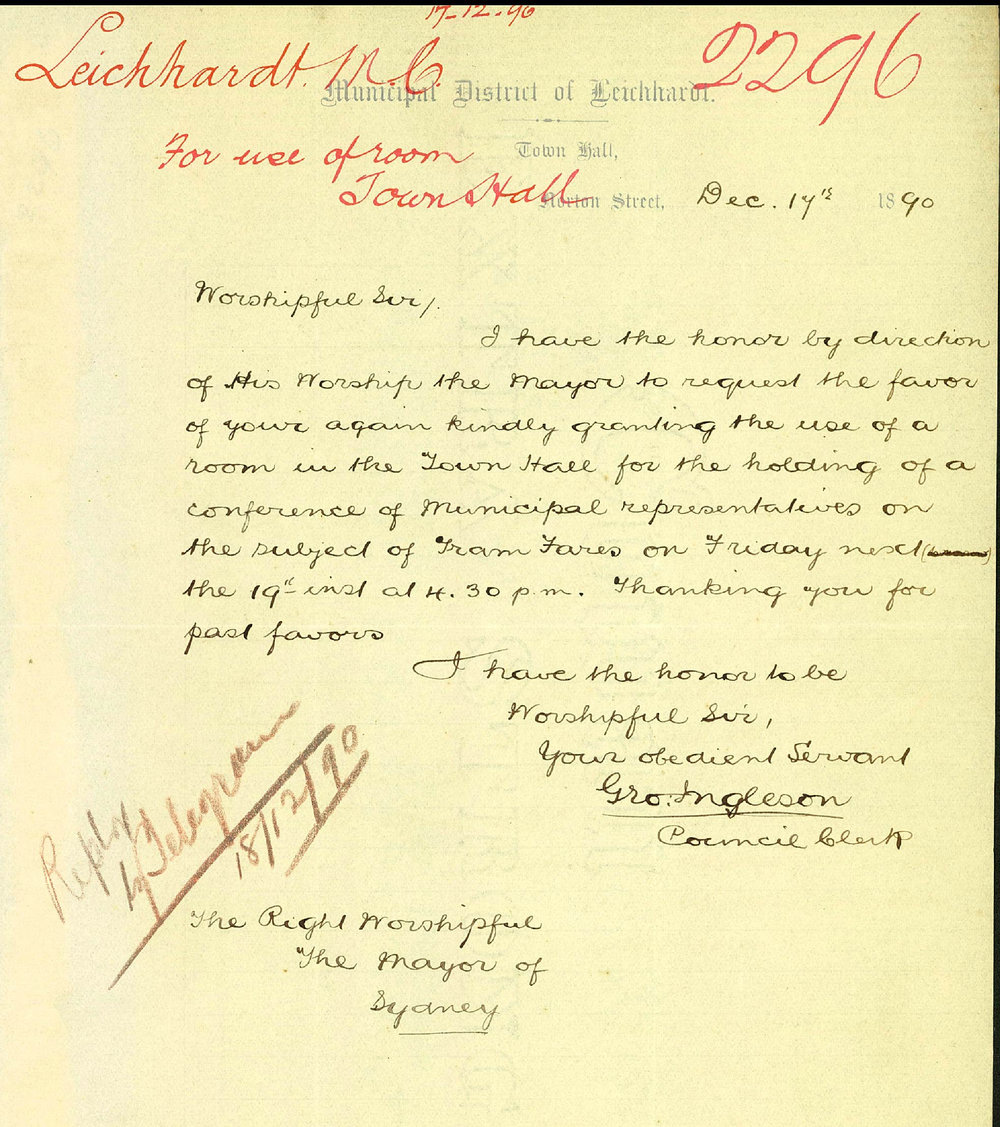 17-12-90
Leichhardt. M.C. 2296
Municipal District of Leichhardt.
For use of room
Town Hall,
Town Hall
Norton Street, Dec. 17th 1890
Worshipful Sir/.
I have the honor by direction
of His Worship the Mayor to request the favor
of your again kindly granting the use of a
room in the Town Hall for the holding of a
conference of Municipal representatives on
the subject of Tram Fares on Friday next
the 19th inst at 4.30 p.m. Thanking you for
past favors
I have the honor to be
Worshipful Sir,
Your obedient Servant
Geo: Ingleson
Council Clerk
Reply
by Telegram
18/12/90
The Right Worshipful
The Mayor of
Sydney